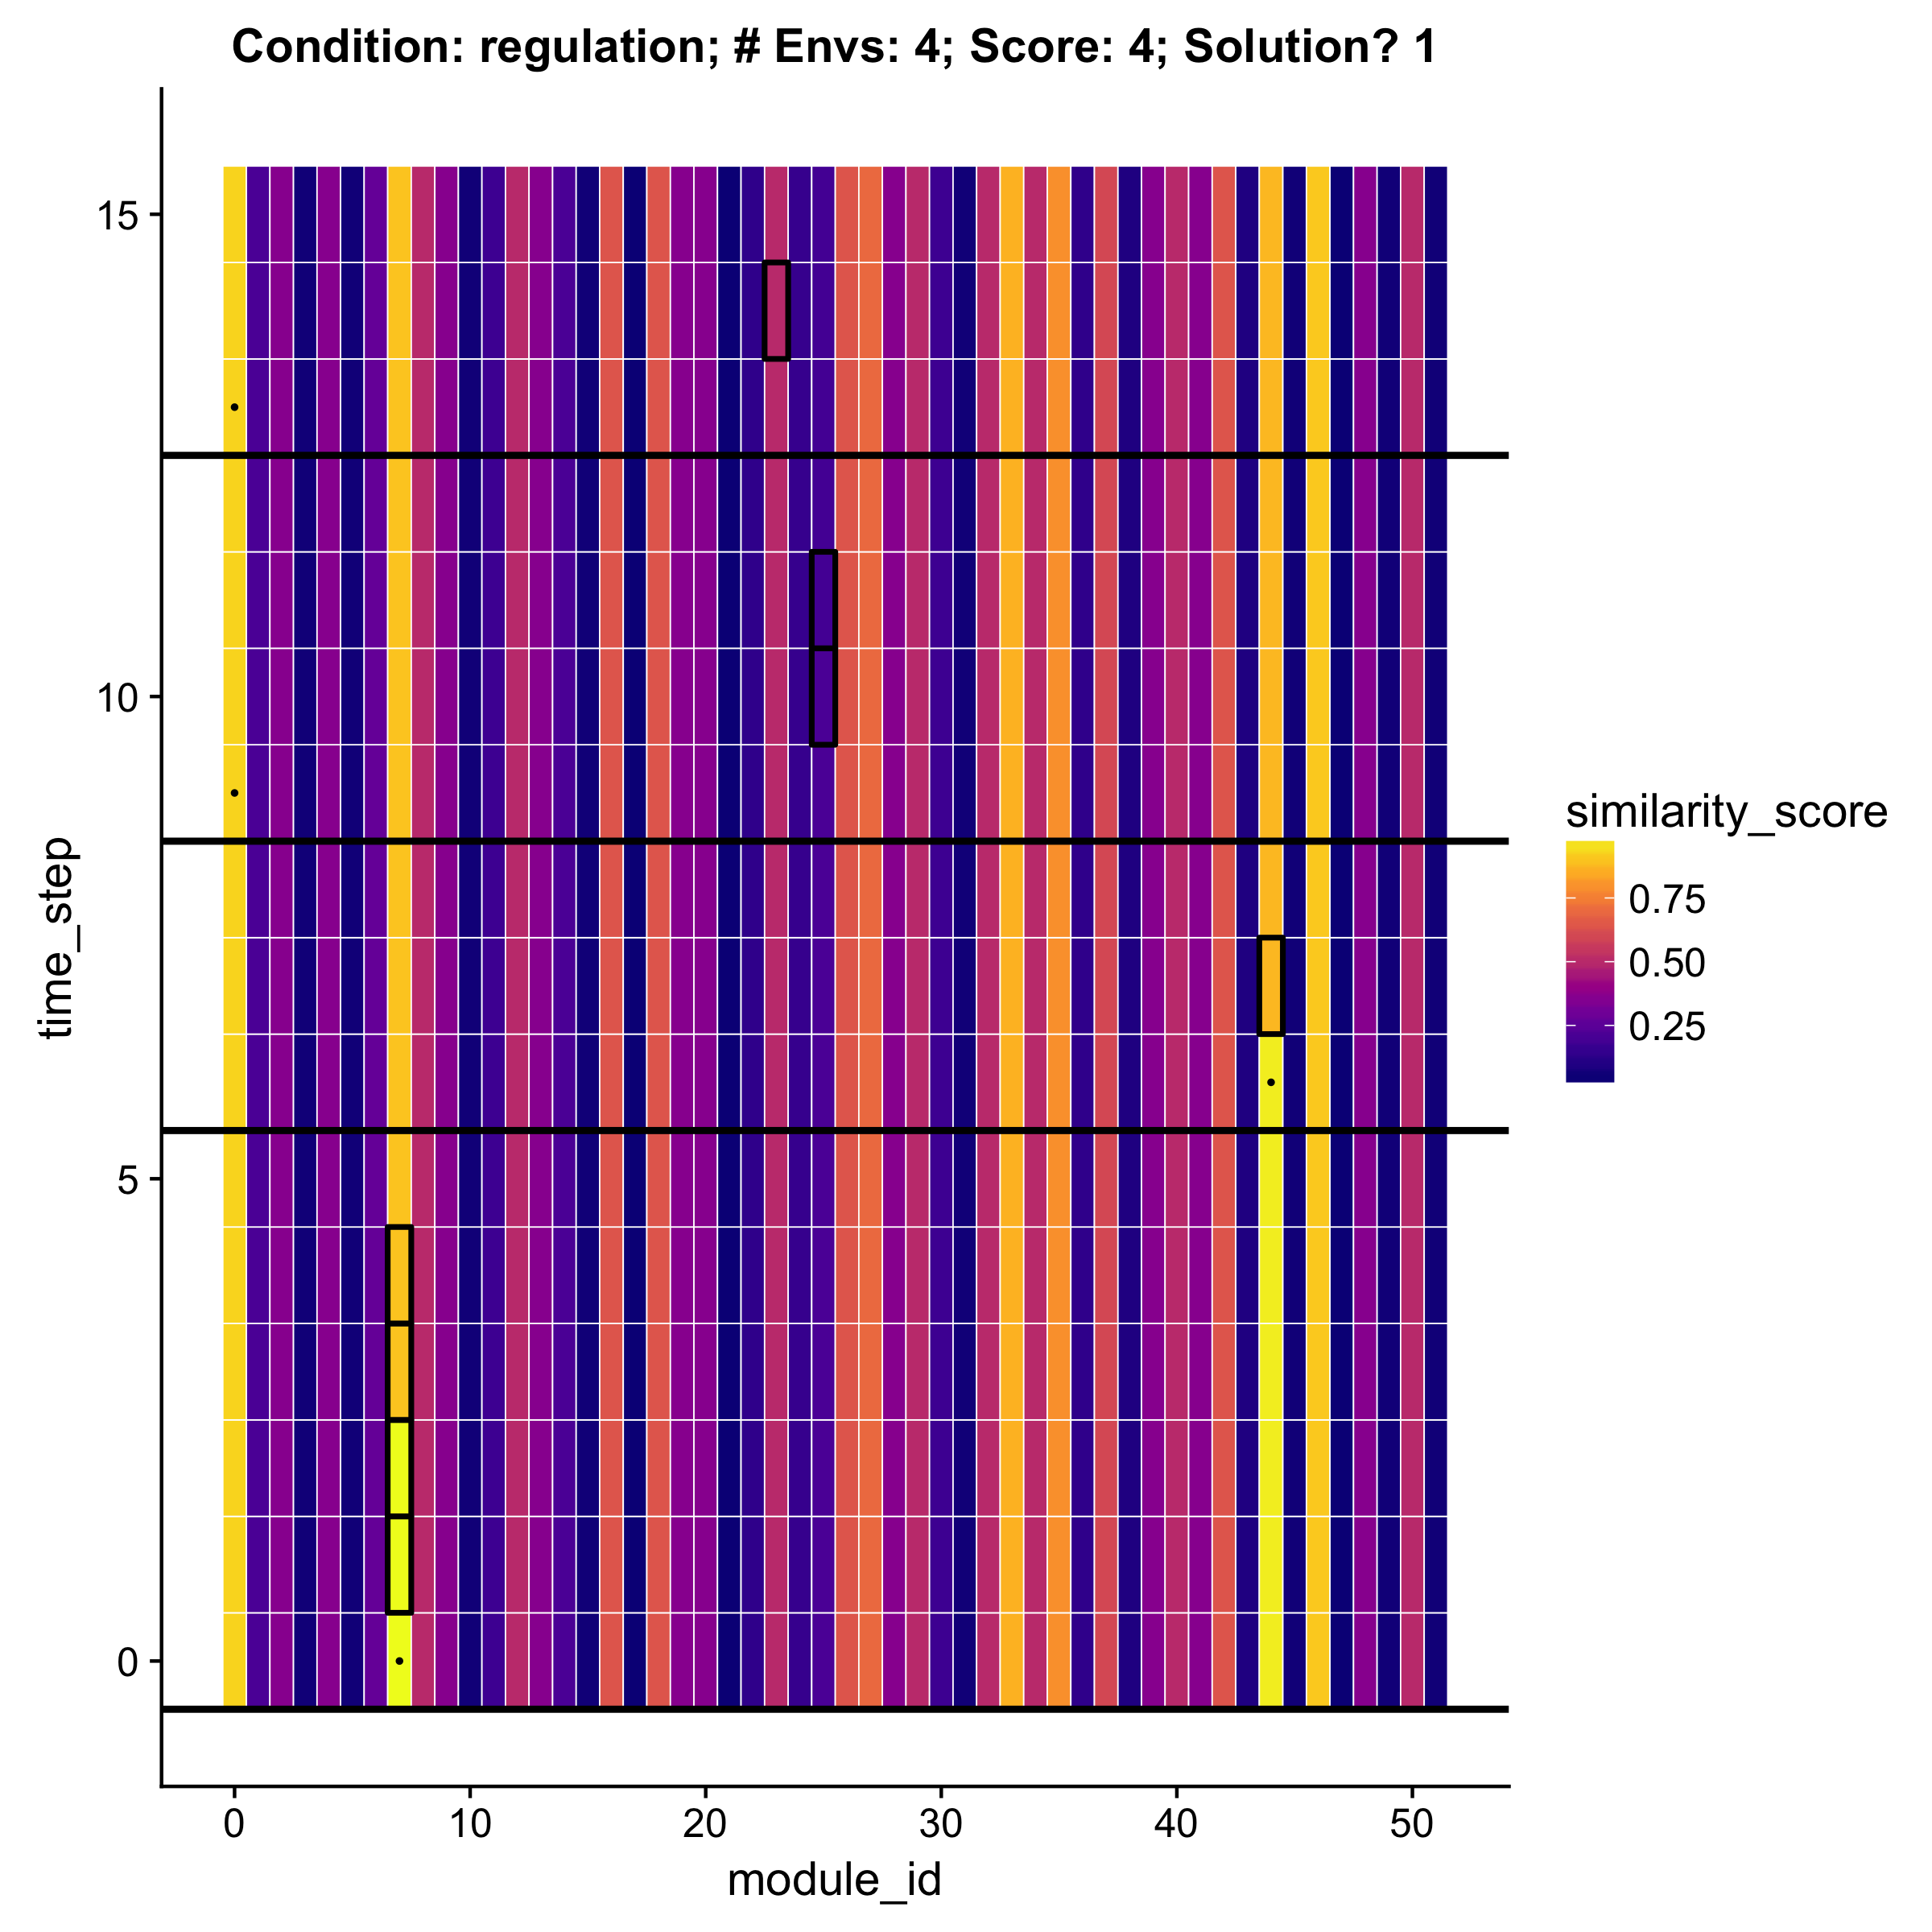 Condition: regulation; # Envs: 4; Score: 4; Solution? 1
15
10
5
0
time_step
0 10 20 30 40 50
module_id
similarity_score
0.75
0.50
0.25